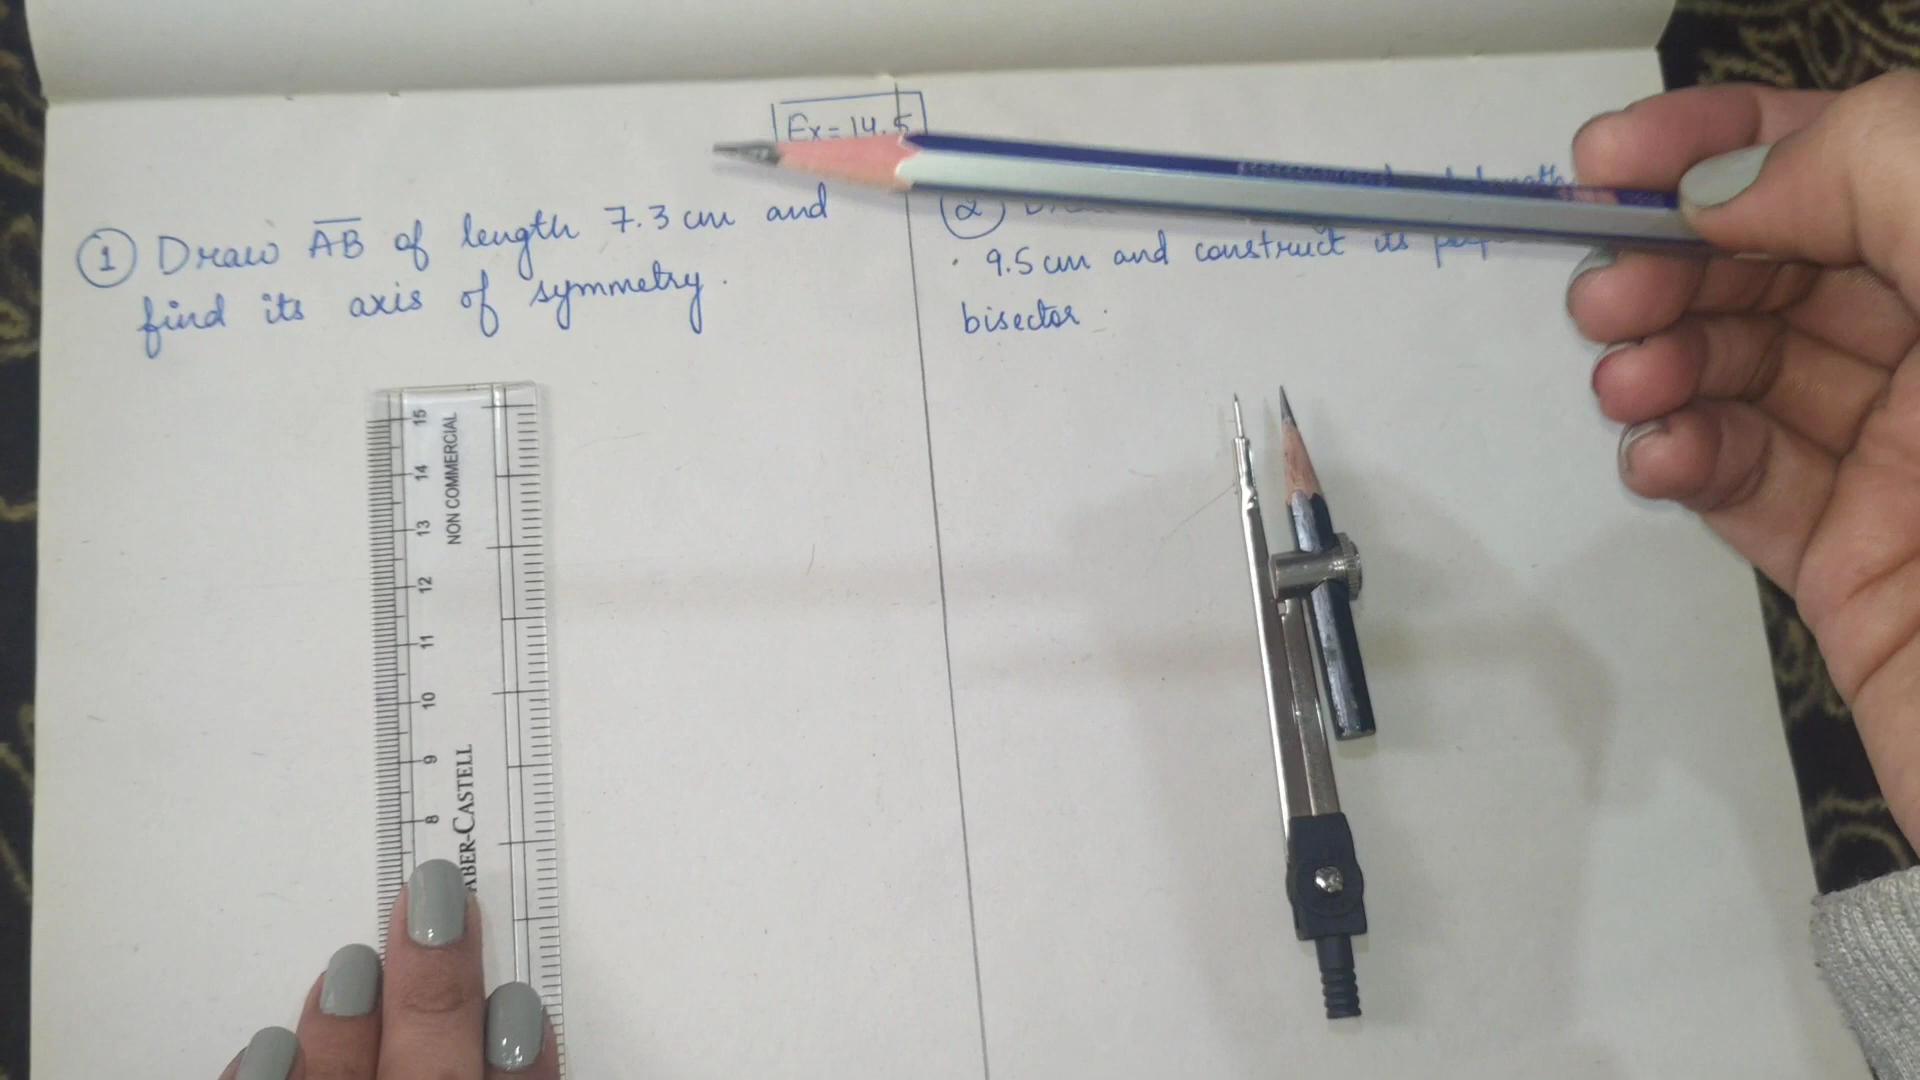 Ex = 14.5
① Draw AB of length 7.3 cm and
find its axis of symmetry.
②
9.5 cm and construct its
bisector.
15
14
13
12
11
10
9
8
NON COMMERCIAL
ABER-CASTELL